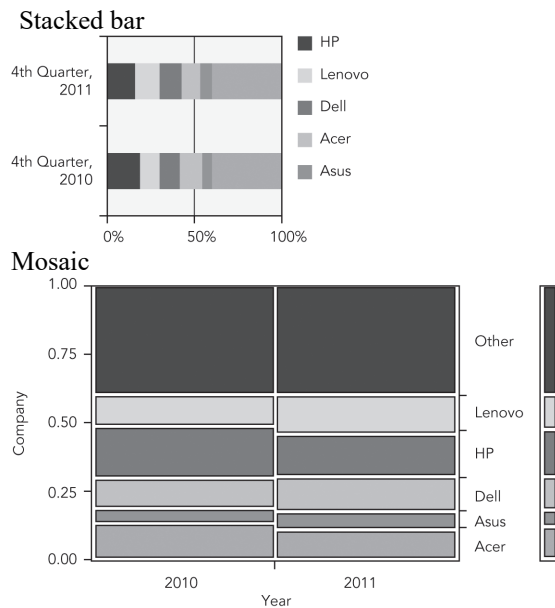 Stacked bar
HP
Lenovo
Dell
Acer
Asus
4th Quarter,
2011
4th Quarter,
2010
0%
50%
100%
Mosaic
1.00
0.75
0.50
0.25
0.00
Company
Other
Lenovo
HP
Dell
Asus
Acer
2010
2011
Year